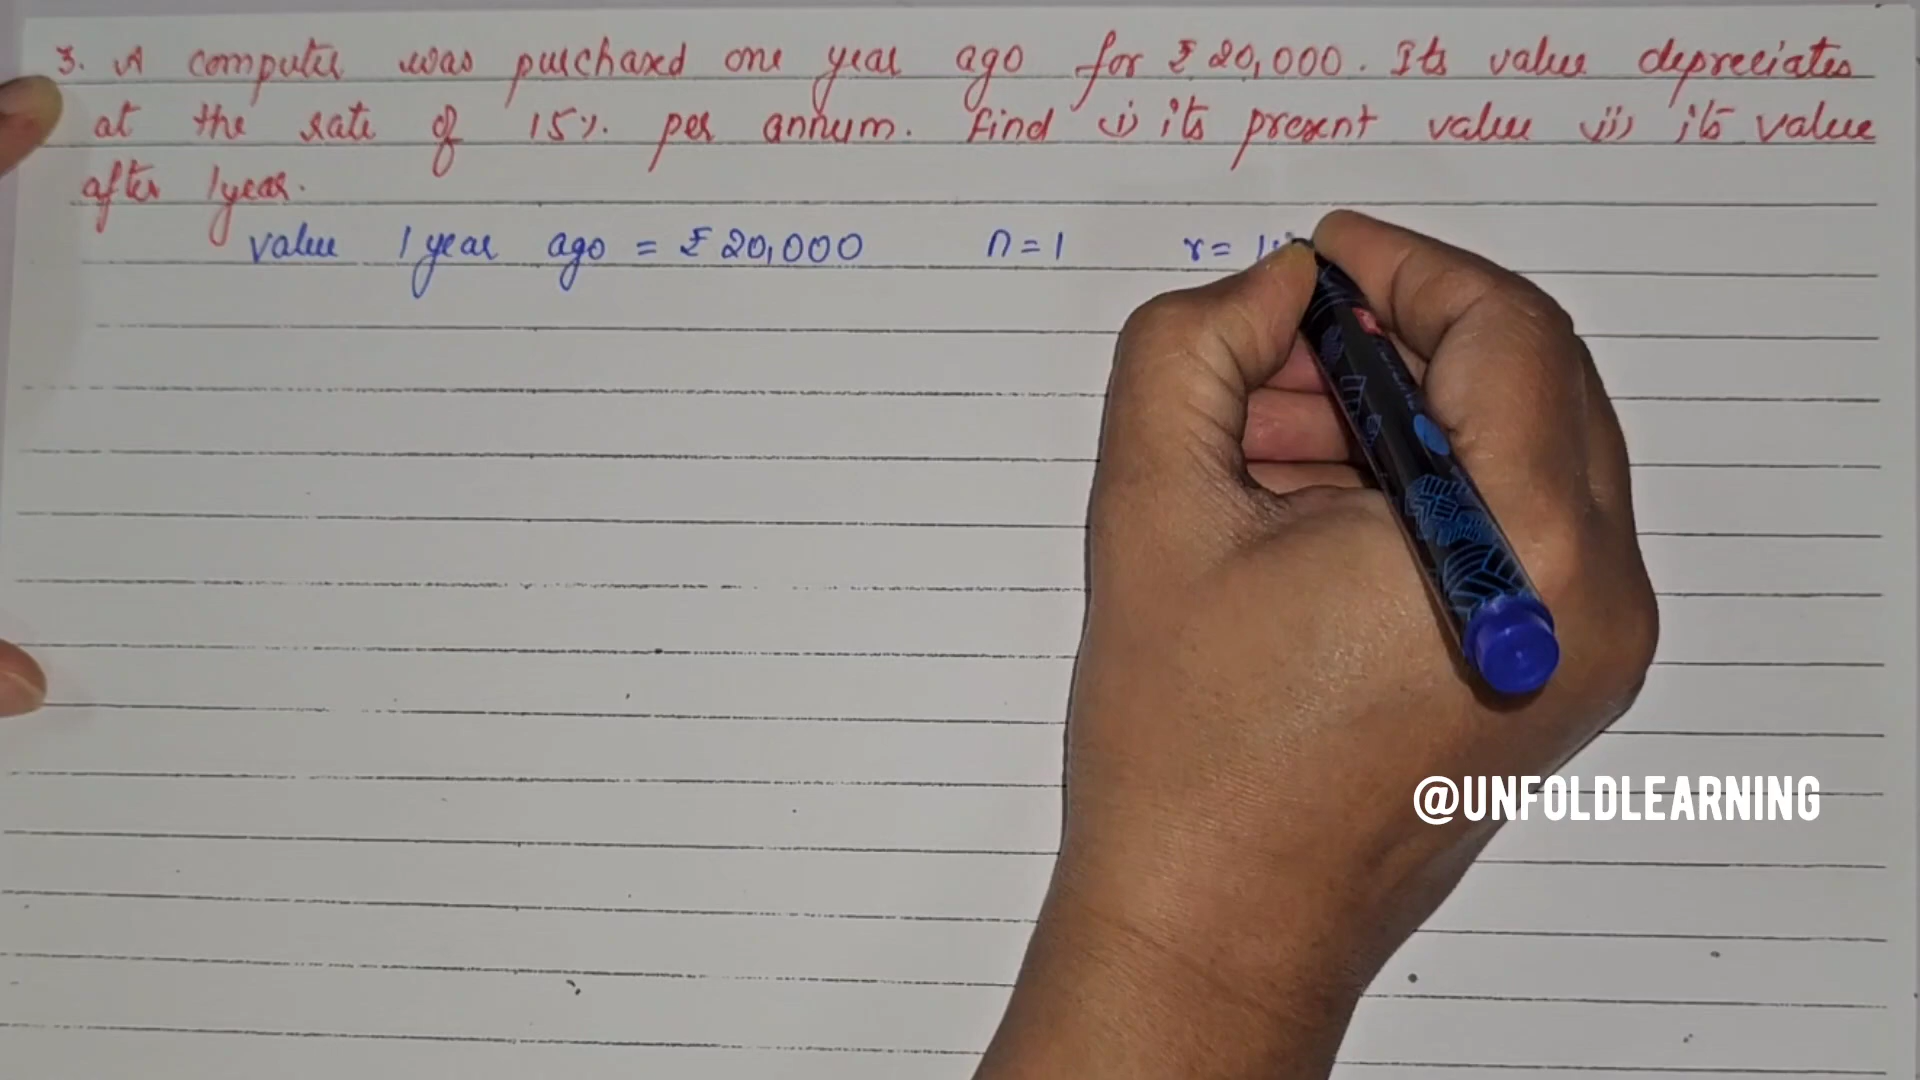 3. A computer was purchased one year ago for ₹20,000. Its value depreciates
at the rate of 15% per annum. Find (i) its present value (ii) its value
after 1 year.
value 1 year ago = ₹20,000 n=1 r=
@UNFOLDLEARNING